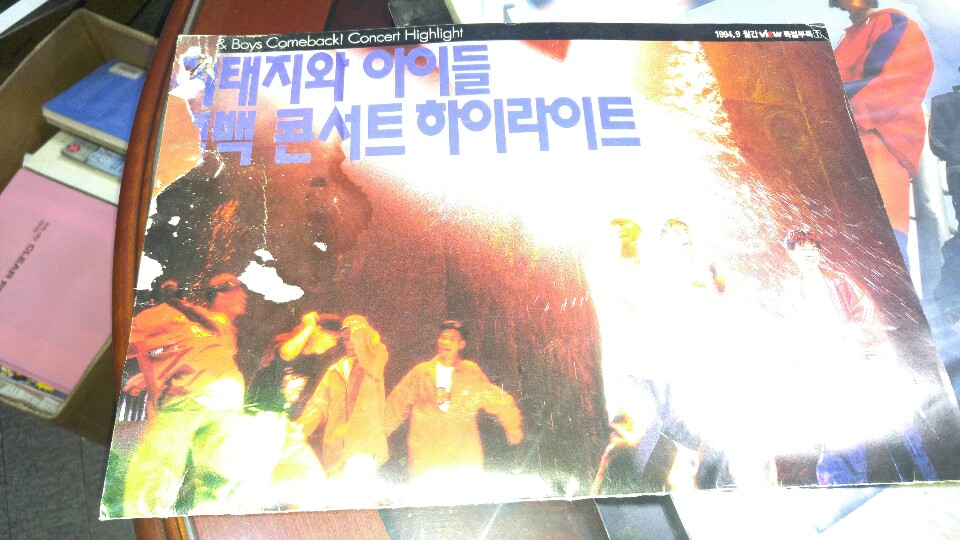 & Boys Comeback! Concert Highlight
1994.9 월간 view 특별부록
태지와 아이들
백 콘서트 하이라이트
CLEAR